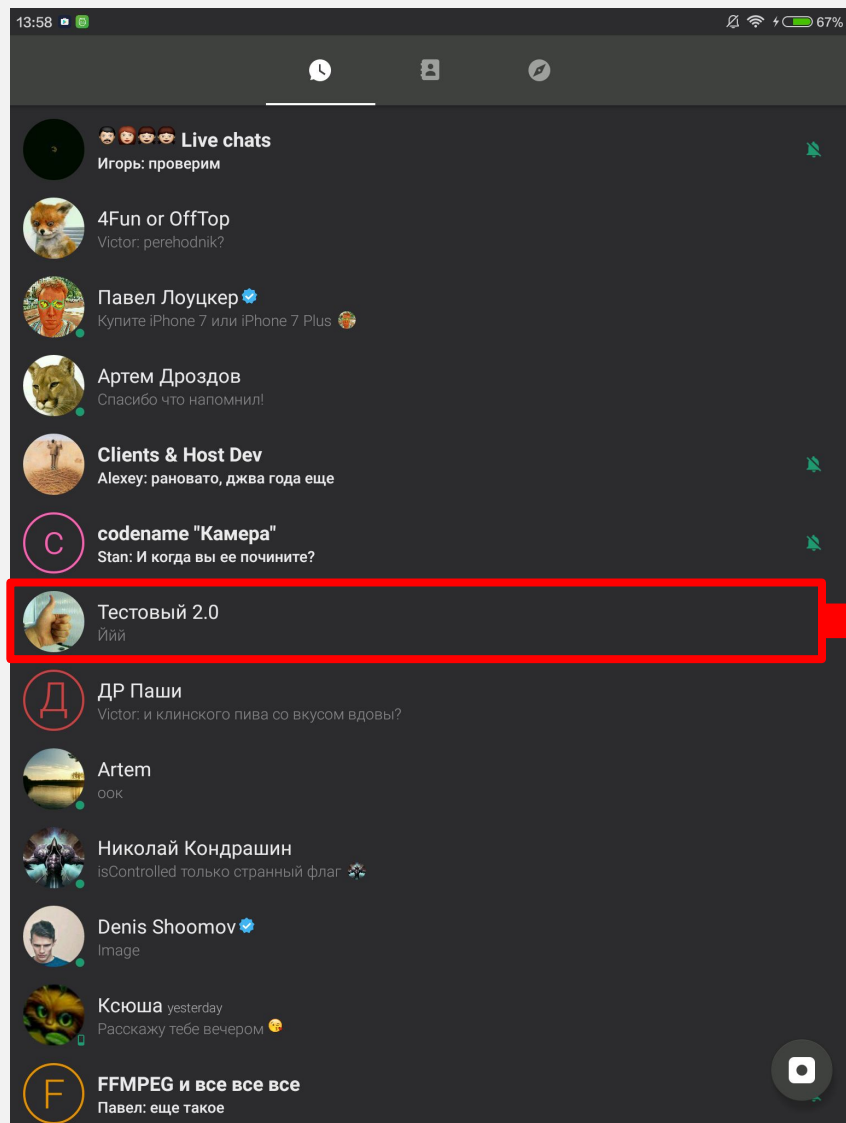 13:58
67%
Live chats
Игорь: проверим
4Fun or OffTop
Victor: perehodnik?
Павел Лоуцкер
Купите iPhone 7 или iPhone 7 Plus
Артем Дроздов
Спасибо что напомнил!
Clients & Host Dev
Alexey: рановато, джва года еще
C
codename "Камера"
Stan: И когда вы ее почините?
Тестовый 2.0
Ййй
Д
ДР Паши
Victor: и клинского пива со вкусом вдовы?
Artem
оок
Николай Кондрашин
isControlled только странный флаг
Denis Shoomov
Image
Ксюша yesterday
Расскажу тебе вечером
F
FFMPEG и все все все
Павел: еще такое